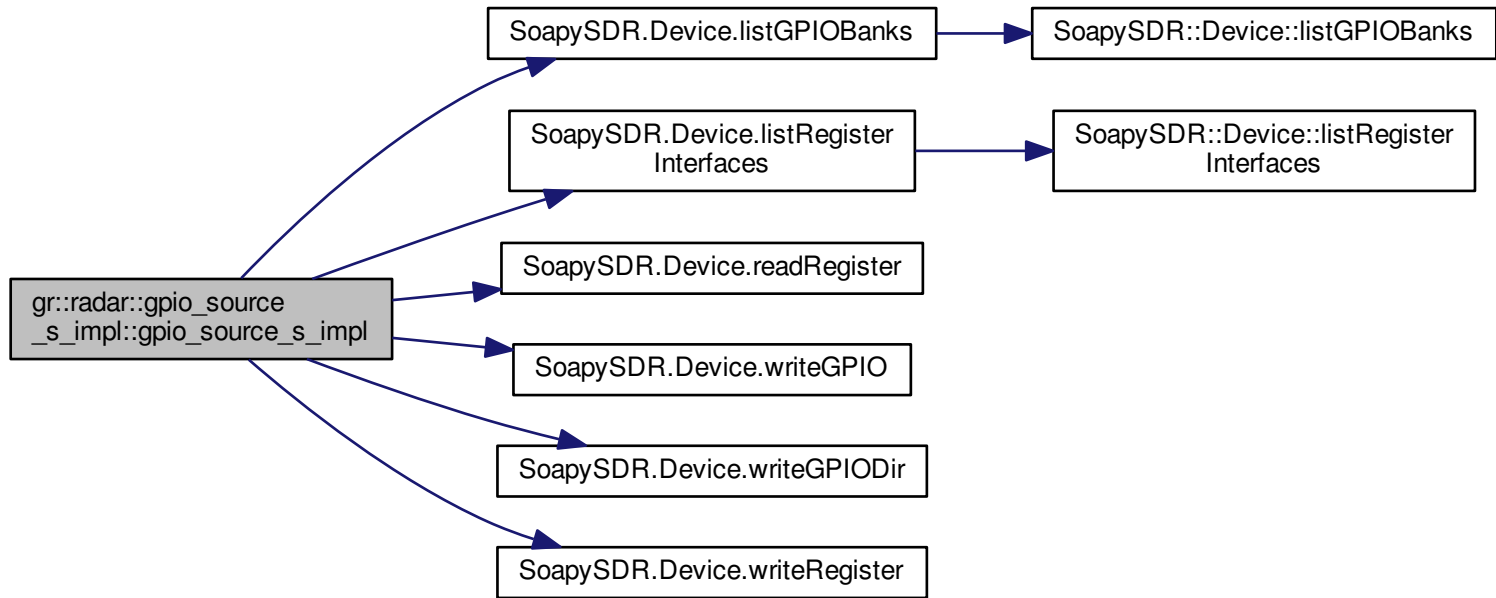 gr::radar::gpio_source
_s_impl::gpio_source_s_impl
SoapySDR.Device.listGPIOBanks
SoapySDR::Device::listGPIOBanks
SoapySDR.Device.listRegister
Interfaces
SoapySDR::Device::listRegister
Interfaces
SoapySDR.Device.readRegister
SoapySDR.Device.writeGPIO
SoapySDR.Device.writeGPIODir
SoapySDR.Device.writeRegister